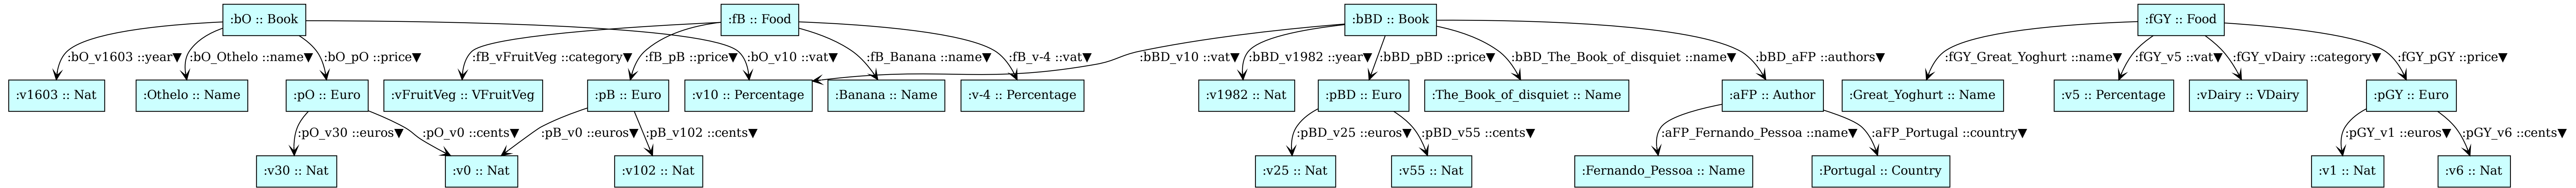 :bO :: Book
:fB :: Food
:bBD :: Book
:fGY :: Food
:bO_v1603 ::year▼
:bO_Othelo ::name▼
:bO_pO ::price▼
:fB_vFruitVeg ::category▼
:fB_pB ::price▼
:bO_v10 ::vat▼
:fB_Banana ::name▼
:fB_v-4 ::vat▼
:bBD_v10 ::vat▼
:bBD_v1982 ::year▼
:bBD_pBD ::price▼
:bBD_The_Book_of_disquiet ::name▼
:bBD_aFP ::authors▼
:fGY_Great_Yoghurt ::name▼
:fGY_v5 ::vat▼
:fGY_vDairy ::category▼
:fGY_pGY ::price▼
:v1603 :: Nat
:Othelo :: Name
:pO :: Euro
:vFruitVeg :: VFruitVeg
:pB :: Euro
:v10 :: Percentage
:Banana :: Name
:v-4 :: Percentage
:v1982 :: Nat
:pBD :: Euro
:The_Book_of_disquiet :: Name
:aFP :: Author
:Great_Yoghurt :: Name
:v5 :: Percentage
:vDairy :: VDairy
:pGY :: Euro
:pO_v30 ::euros▼
:pO_v0 ::cents▼
:pB_v0 ::euros▼
:pB_v102 ::cents▼
:pBD_v25 ::euros▼
:pBD_v55 ::cents▼
:aFP_Fernando_Pessoa ::name▼
:aFP_Portugal ::country▼
:pGY_v1 ::euros▼
:pGY_v6 ::cents▼
:v30 :: Nat
:v0 :: Nat
:v102 :: Nat
:v25 :: Nat
:v55 :: Nat
:Fernando_Pessoa :: Name
:Portugal :: Country
:v1 :: Nat
:v6 :: Nat